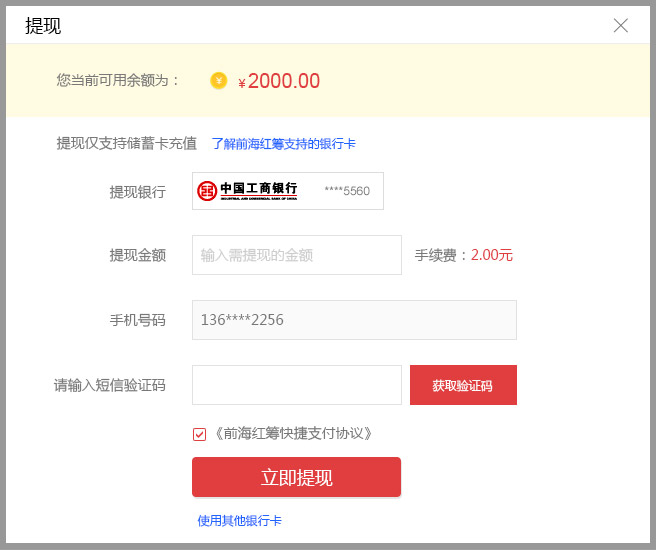 提现
您当前可用余额为： ¥ ¥2000.00
提现仅支持储蓄卡充值 了解前海红筹支持的银行卡
提现银行 中国工商银行 ****5560
INDUSTRIAL AND COMMERCIAL BANK OF CHINA
提现金额 输入需提现的金额 手续费：2.00元
手机号码 136****2256
请输入短信验证码 获取验证码
《前海红筹快捷支付协议》
立即提现
使用其他银行卡